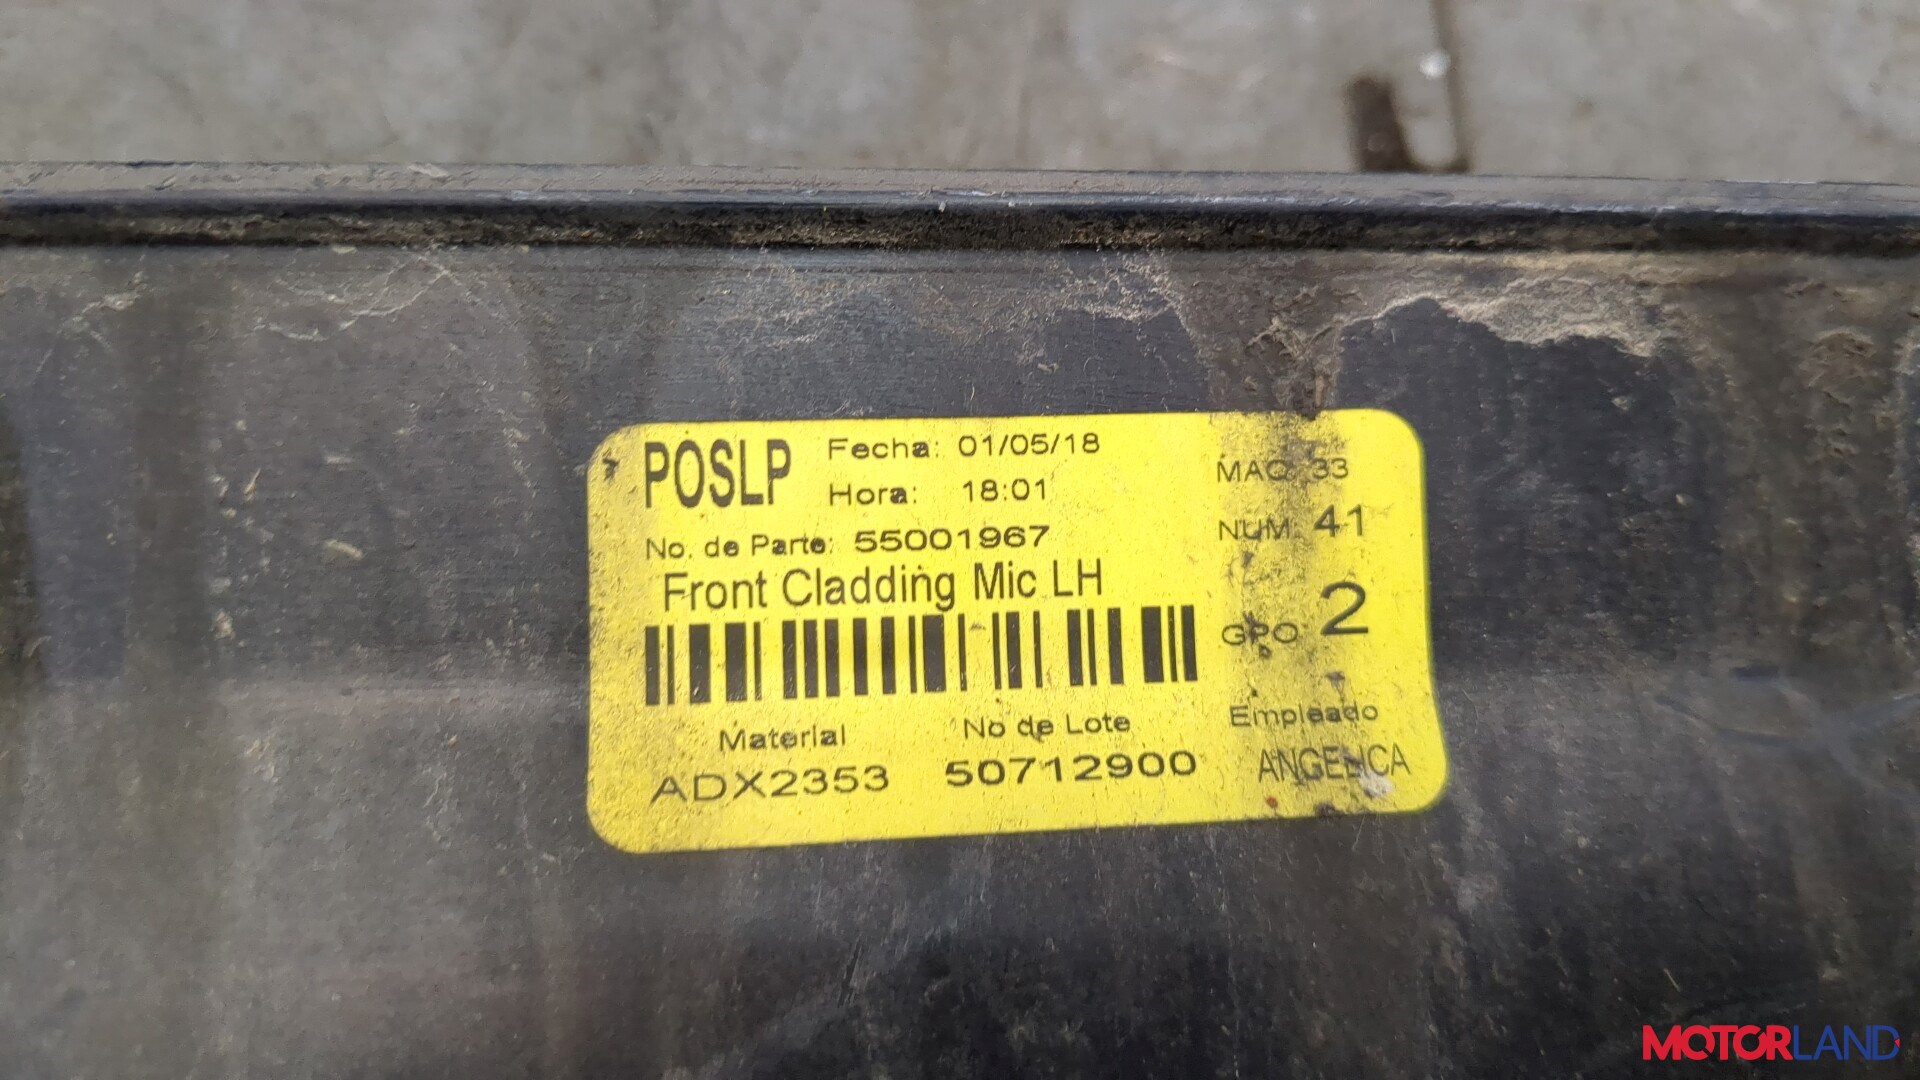 POSLP Fecha: 01/05/18
Hora: 18:01
MAQ: 33
No. de Parte: 55001967
NUM: 41
Front Cladding Mic LH
GPO 2
Material No de Lote Empleado
ADX2353 50712900 ANGELICA
MOTORLAND